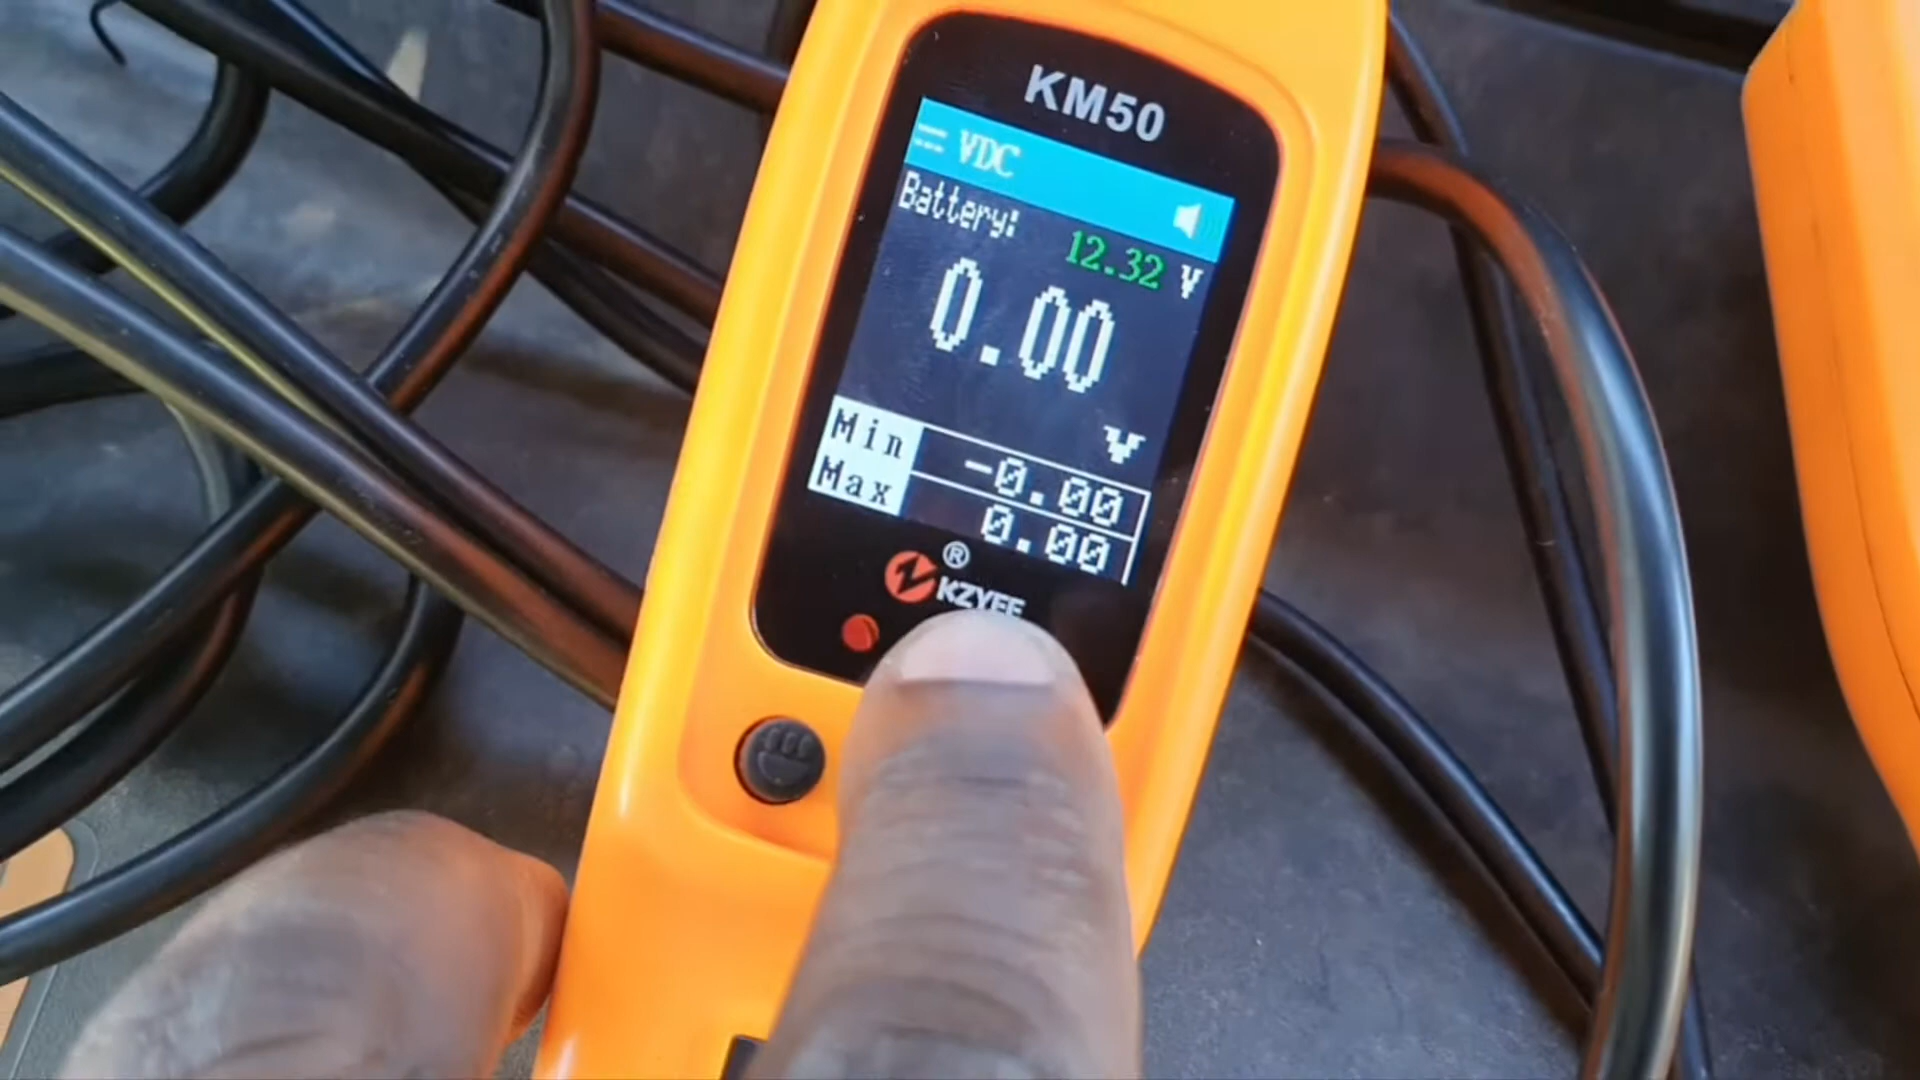 KM50
VDC
Battery:
12.32 V
0.00
V
Min -0.00
Max 0.00
®
KZYEE